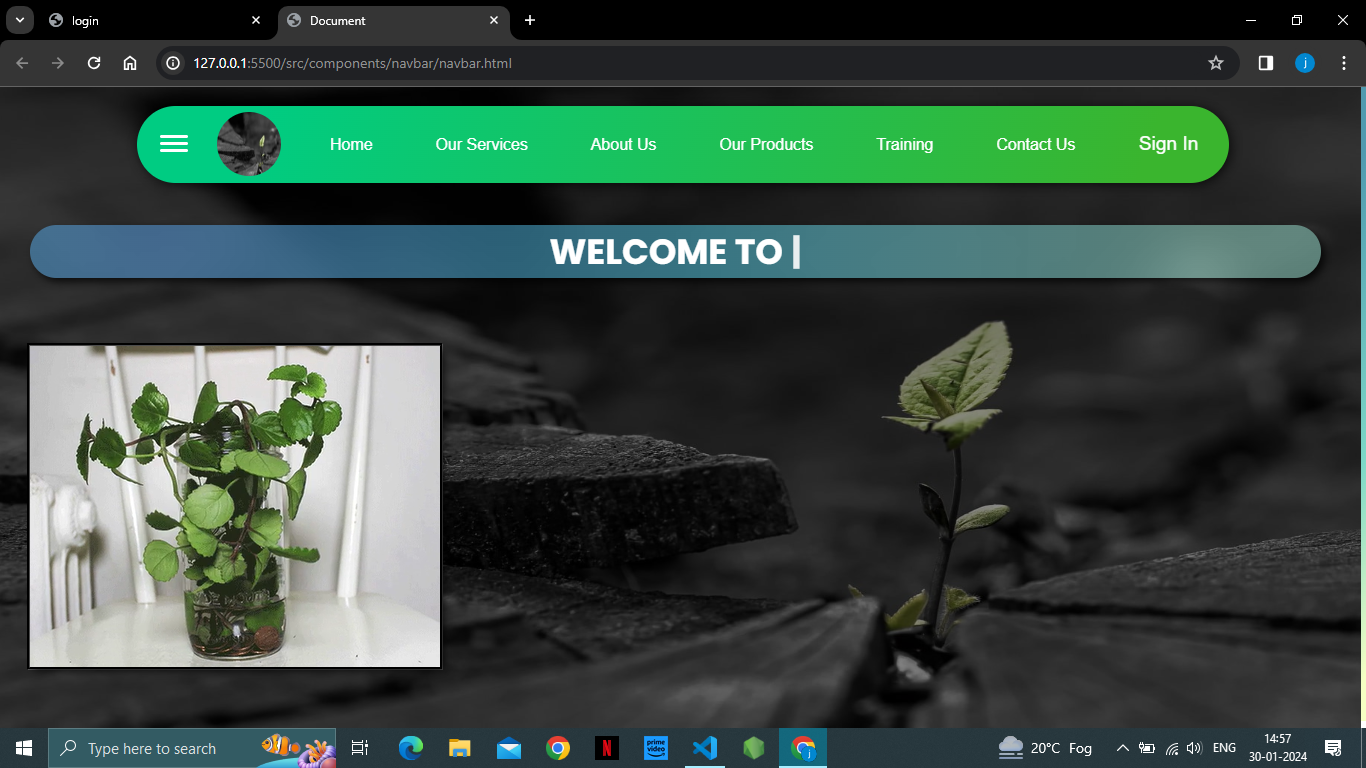 login
Document
127.0.0.1:5500/src/components/navbar/navbar.html
j
Home Our Services About Us Our Products Training Contact Us Sign In
WELCOME TO |
Type here to search
N
prime video
j
20°C Fog
ENG
14:57
30-01-2024